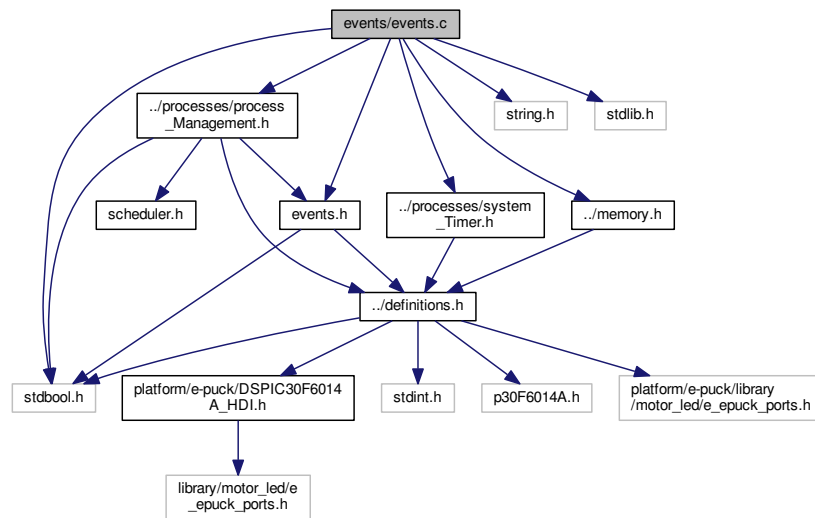 events/events.c
../processes/process
_Management.h
string.h
stdlib.h
scheduler.h
events.h
../processes/system
_Timer.h
../memory.h
../definitions.h
stdbool.h
platform/e-puck/DSPIC30F6014
A_HDI.h
stdint.h
p30F6014A.h
platform/e-puck/library
/motor_led/e_epuck_ports.h
library/motor_led/e
_epuck_ports.h